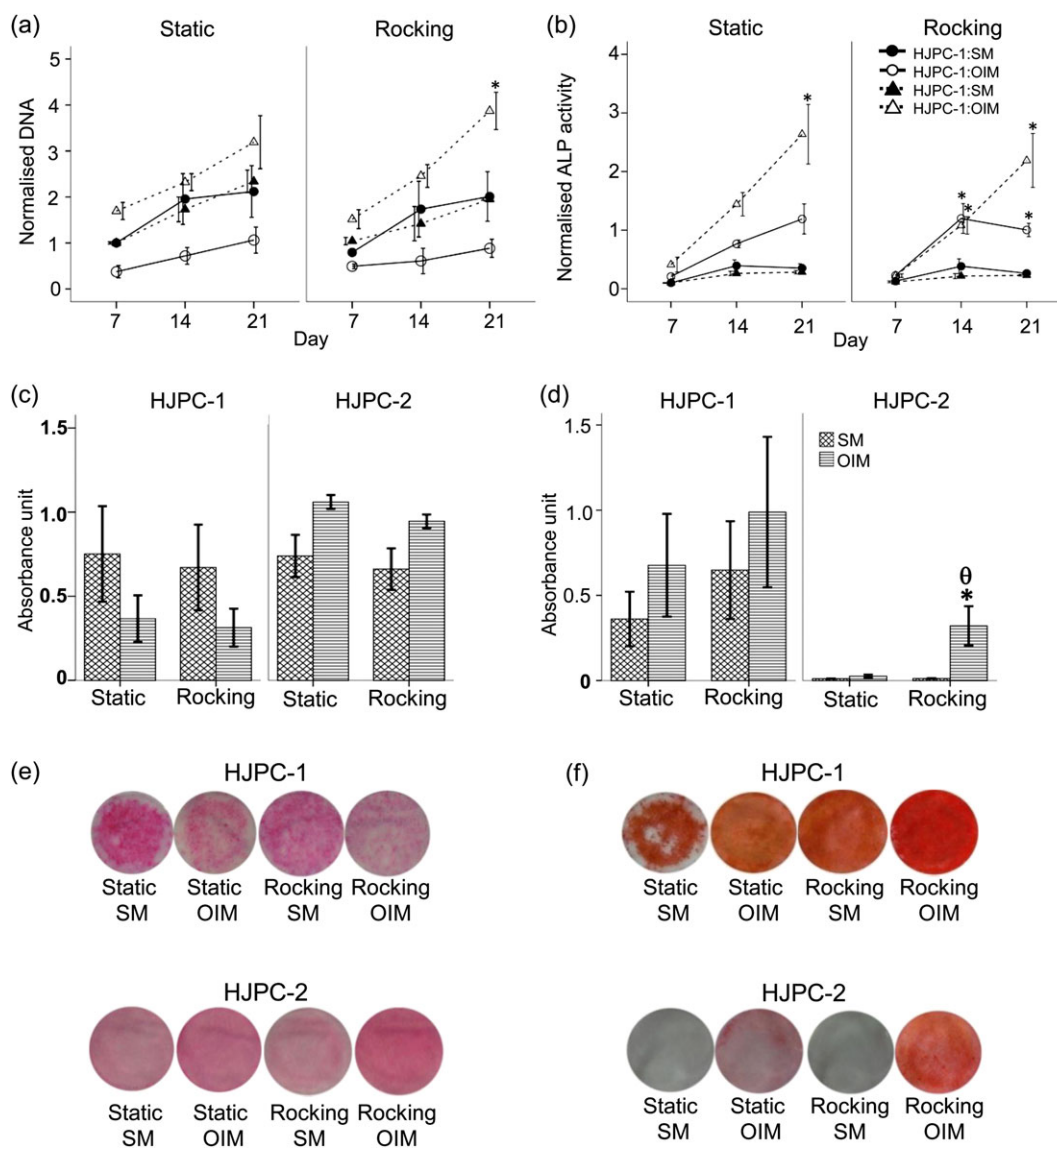 (a)
Static
Rocking
Normalised DNA
5
4
3
2
1
0
*
7
14
21
7
14
21
Day
(b)
Static
Rocking
HJPC-1:SM
HJPC-1:OIM
HJPC-1:SM
HJPC-1:OIM
Normalised ALP activity
4
3
2
1
0
*
*
*
*
*
7
14
21
7
14
21
Day
(c)
HJPC-1
HJPC-2
Absorbance unit
1.5
1.0
0.5
0
Static
Rocking
Static
Rocking
(d)
HJPC-1
HJPC-2
SM
OIM
Absorbance unit
1.5
1.0
0.5
0
θ
*
Static
Rocking
Static
Rocking
(e)
HJPC-1
Static SM
Static OIM
Rocking SM
Rocking OIM
HJPC-2
Static SM
Static OIM
Rocking SM
Rocking OIM
(f)
HJPC-1
Static SM
Static OIM
Rocking SM
Rocking OIM
HJPC-2
Static SM
Static OIM
Rocking SM
Rocking OIM